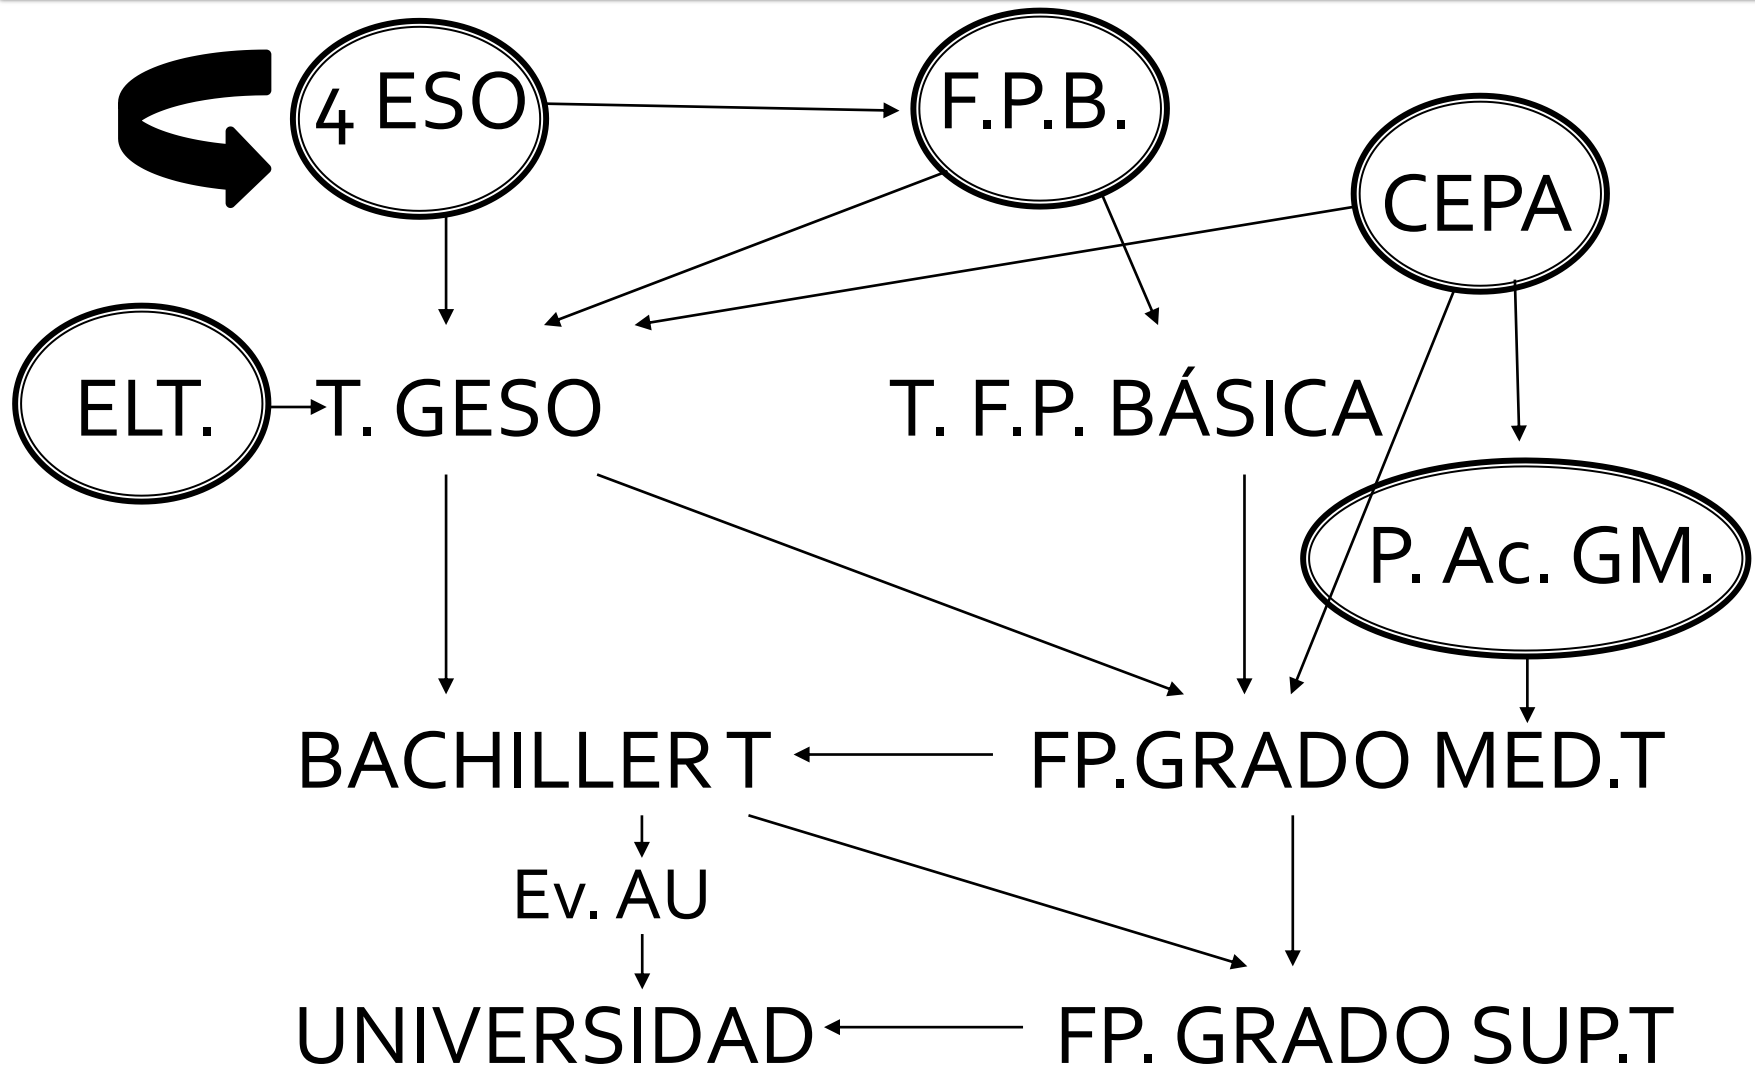 4 ESO
F.P.B.
CEPA
ELT.
T. GESO
T. F.P. BÁSICA
P. Ac. GM.
BACHILLER T
FP.GRADO MED.T
Ev. AU
UNIVERSIDAD
FP. GRADO SUP.T